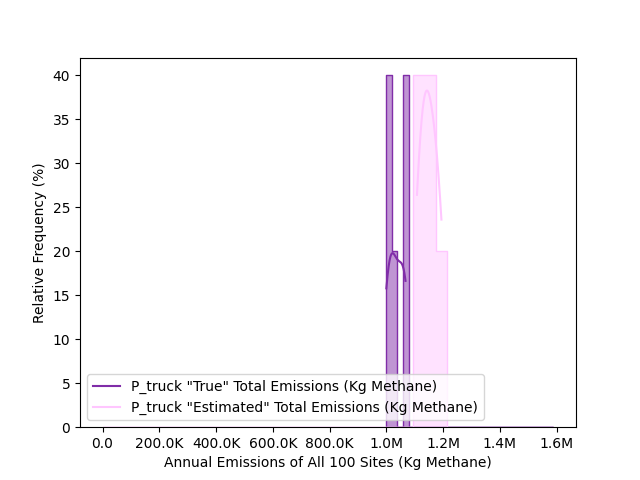 40
35
30
25
20
15
10
5
0
Relative Frequency (%)
P_truck "True" Total Emissions (Kg Methane)
P_truck "Estimated" Total Emissions (Kg Methane)
0.0 200.0K 400.0K 600.0K 800.0K 1.0M 1.2M 1.4M 1.6M
Annual Emissions of All 100 Sites (Kg Methane)